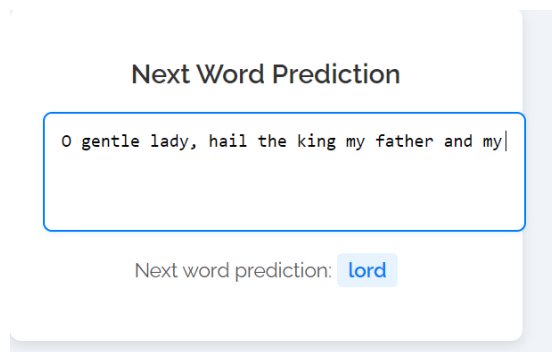 Next Word Prediction
O gentle lady, hail the king my father and my
Next word prediction: lord